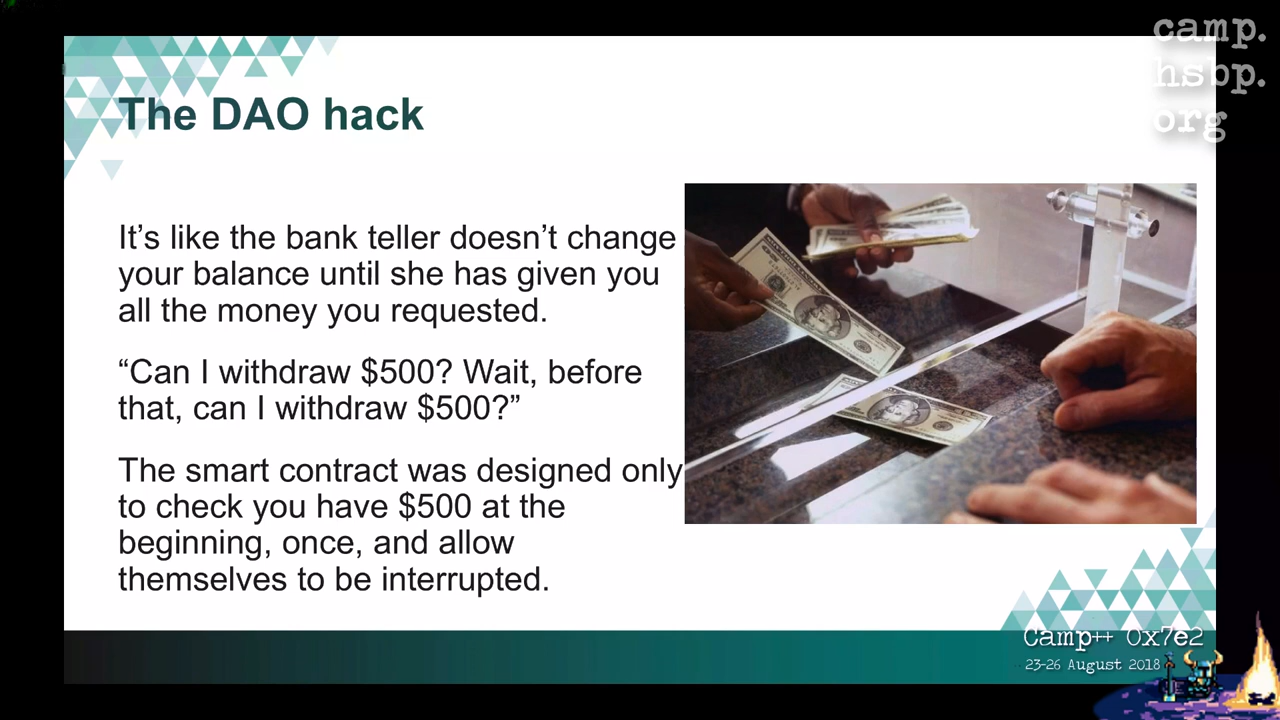 camp.
hsbp.
org
The DAO hack
It’s like the bank teller doesn’t change
your balance until she has given you
all the money you requested.
“Can I withdraw $500? Wait, before
that, can I withdraw $500?”
The smart contract was designed only
to check you have $500 at the
beginning, once, and allow
themselves to be interrupted.
Camp++ 0x7e2
23-26 August 2018